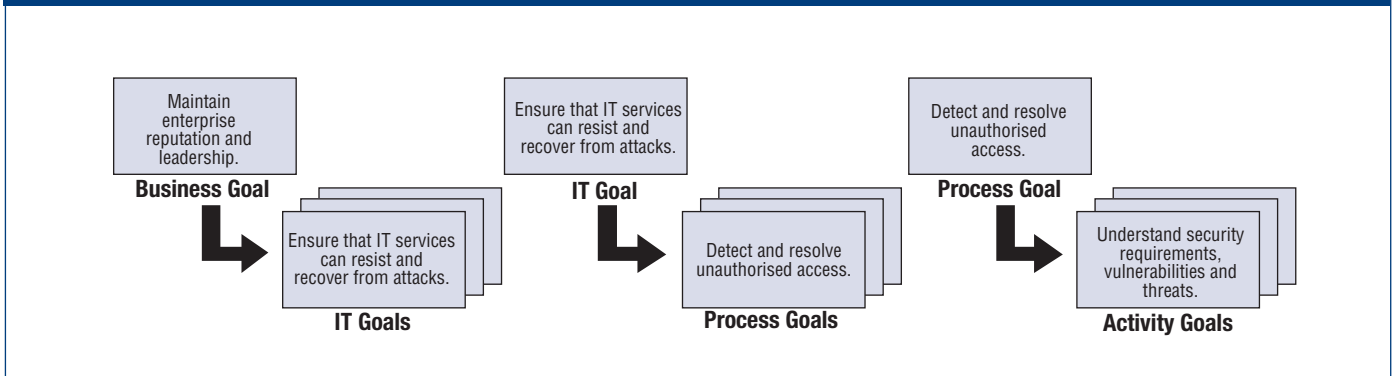 Maintain
enterprise
reputation and
leadership.
Business Goal
Ensure that IT services
can resist and
recover from attacks.
IT Goals
Ensure that IT services
can resist and
recover from attacks.
IT Goal
Detect and resolve
unauthorised access.
Process Goals
Detect and resolve
unauthorised
access.
Process Goal
Understand security
requirements,
vulnerabilities and
threats.
Activity Goals